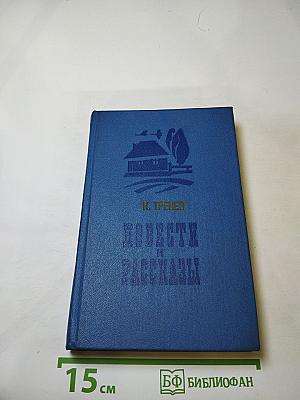 К. ТРЕНЕВ
ПОВЕСТИ
И
РАССКАЗЫ
15 см
БФ БИБЛИОФАН